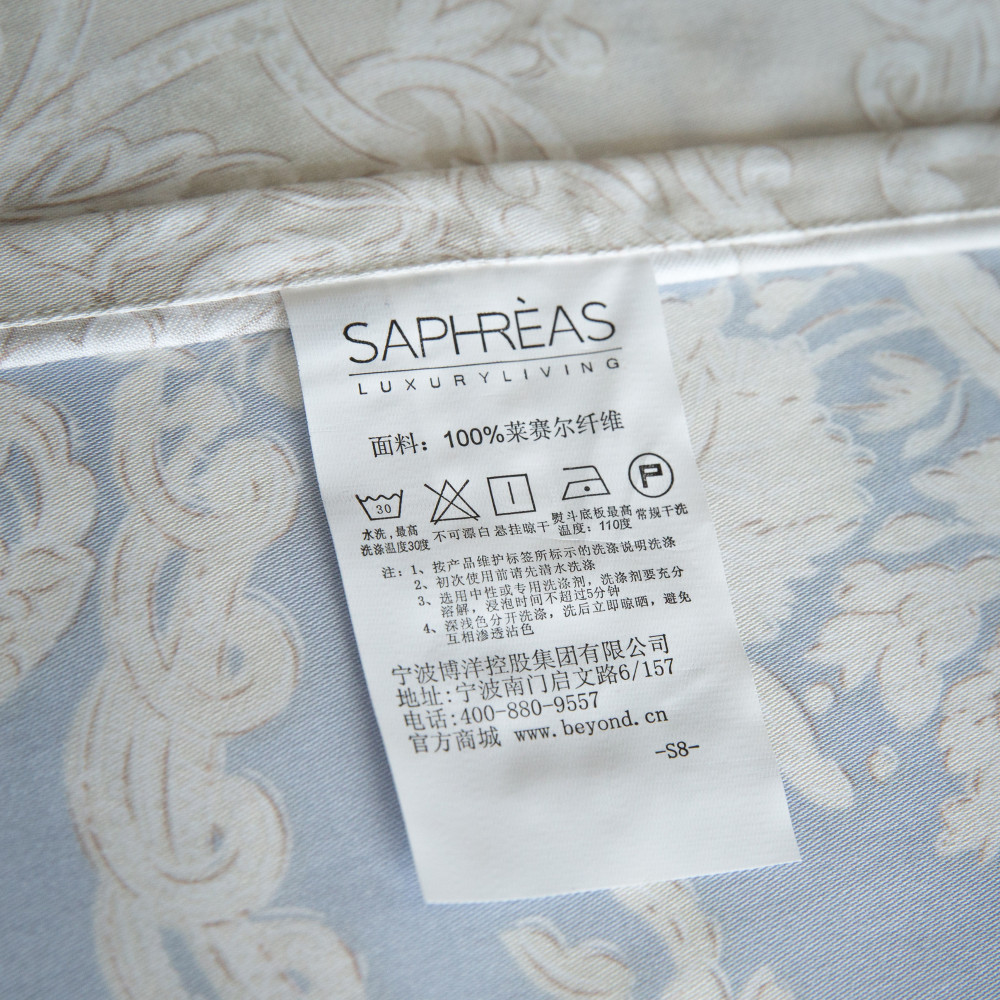 SAPHRÈAS
LUXURYLIVING
面料：100%莱赛尔纤维
30 P
水洗，最高 不可漂白 悬挂晾干 熨斗底板最高 常规干洗
洗涤温度30度 温度：110度
注：1、按产品维护标签所标示的洗涤说明洗涤
2、初次使用前请先清水洗涤
3、选用中性或专用洗涤剂，洗涤剂要充分
溶解，浸泡时间不超过5分钟
4、深浅色分开洗涤，洗后立即晾晒，避免
互相渗透沾色
宁波博洋控股集团有限公司
地址:宁波南门启文路6/157
电话:400-880-9557
官方商城 www.beyond.cn
-S8-